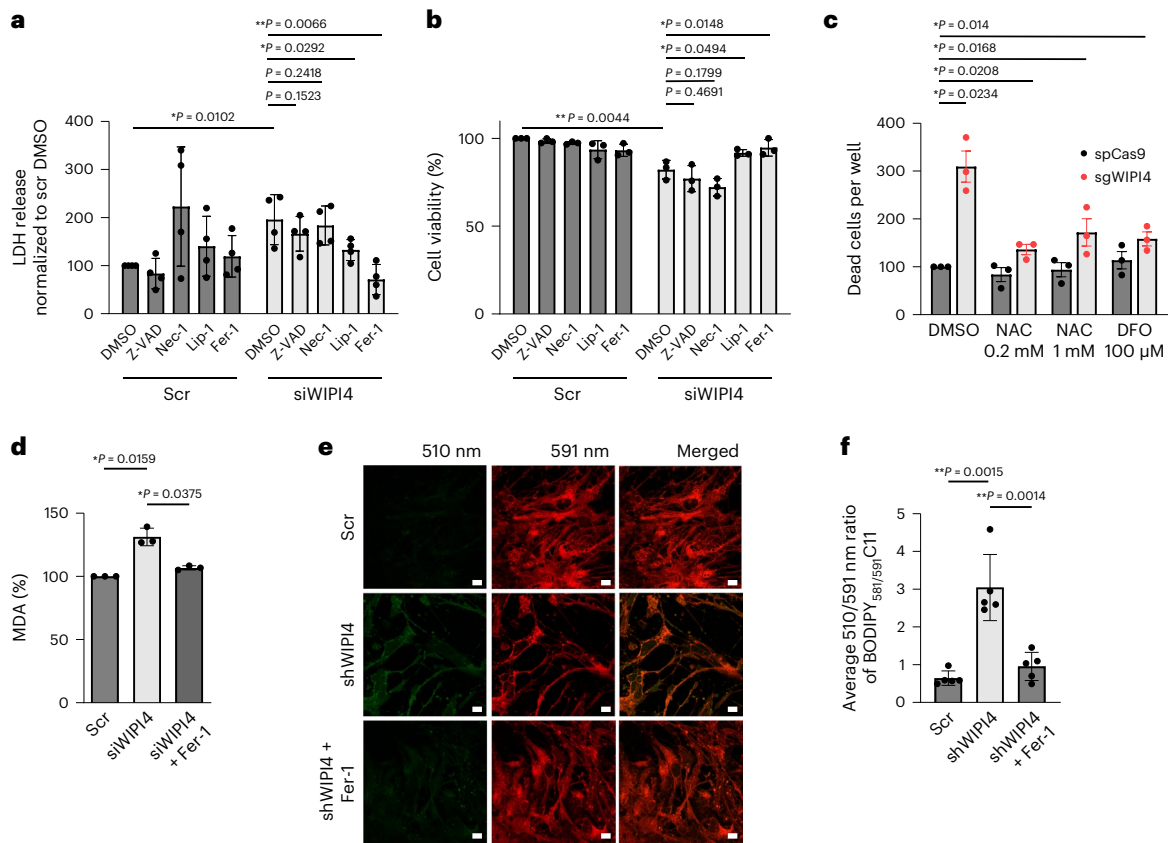 a
**P = 0.0066
*P = 0.0292
P = 0.2418
P = 0.1523
*P = 0.0102
LDH release
normalized to scr DMSO
400
300
200
100
0
DMSO
Z-VAD
Nec-1
Lip-1
Fer-1
DMSO
Z-VAD
Nec-1
Lip-1
Fer-1
Scr
siWIPI4
b
*P = 0.0148
*P = 0.0494
P = 0.1799
P = 0.4691
** P = 0.0044
Cell viability (%)
100
50
0
DMSO
Z-VAD
Nec-1
Lip-1
Fer-1
DMSO
Z-VAD
Nec-1
Lip-1
Fer-1
Scr
siWIPI4
c
*P = 0.014
*P = 0.0168
*P = 0.0208
*P = 0.0234
Dead cells per well
400
300
200
100
0
spCas9
sgWIPI4
DMSO
NAC
0.2 mM
NAC
1 mM
DFO
100 µM
d
*P = 0.0159
*P = 0.0375
MDA (%)
150
100
50
0
Scr
siWIPI4
siWIPI4
+ Fer-1
e
510 nm
591 nm
Merged
Scr
shWIPI4
shWIPI4 +
Fer-1
f
**P = 0.0015
**P = 0.0014
Average 510/591 nm ratio
of BODIPY581/591C11
5
4
3
2
1
0
Scr
shWIPI4
shWIPI4
+ Fer-1